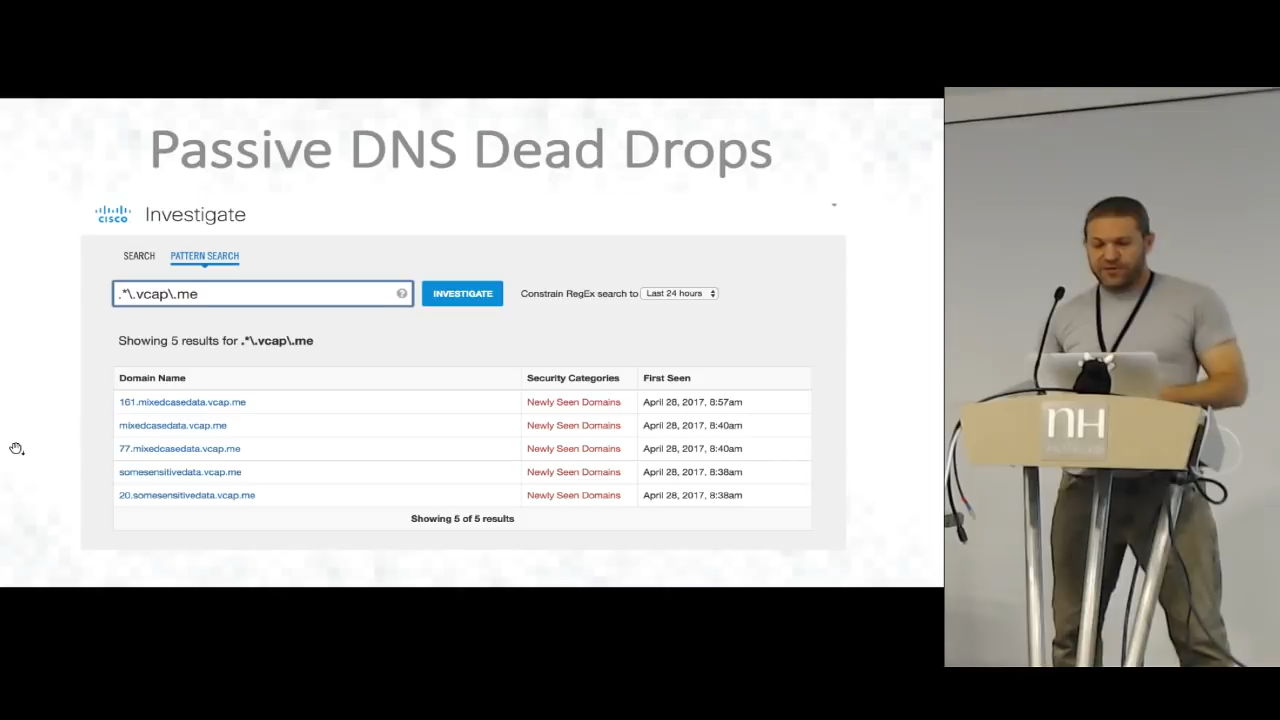 Passive DNS Dead Drops
CISCO Investigate
SEARCH PATTERN SEARCH
.*\.vcap\.me ? INVESTIGATE Constrain RegEx search to Last 24 hours
Showing 5 results for .*\.vcap\.me
Domain Name Security Categories First Seen
161.mixedcasedata.vcap.me Newly Seen Domains April 28, 2017, 8:57am
mixedcasedata.vcap.me Newly Seen Domains April 28, 2017, 8:40am
77.mixedcasedata.vcap.me Newly Seen Domains April 28, 2017, 8:40am
somesensitivedata.vcap.me Newly Seen Domains April 28, 2017, 8:38am
20.somesensitivedata.vcap.me Newly Seen Domains April 28, 2017, 8:38am
Showing 5 of 5 results
NH